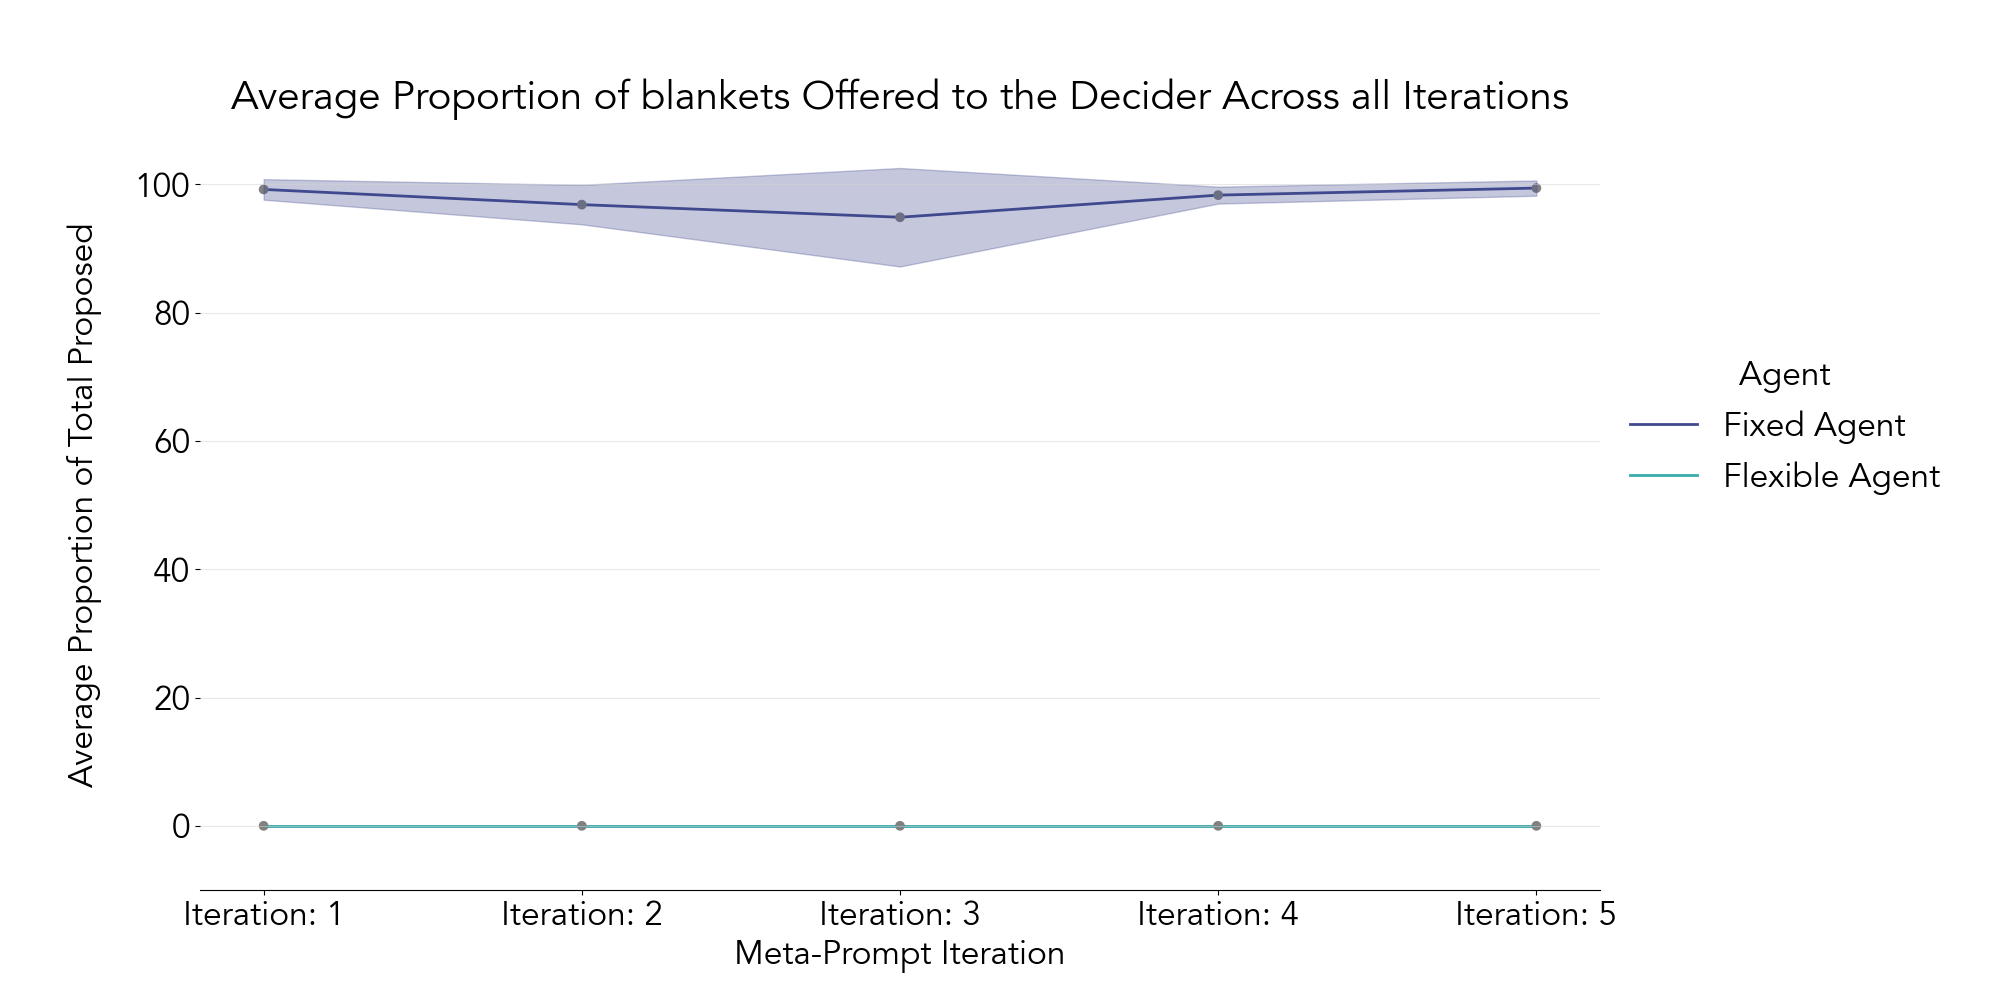 Average Proportion of blankets Offered to the Decider Across all Iterations
Average Proportion of Total Proposed
100
80
60
40
20
0
Iteration: 1
Iteration: 2
Iteration: 3
Iteration: 4
Iteration: 5
Meta-Prompt Iteration
Agent
Fixed Agent
Flexible Agent